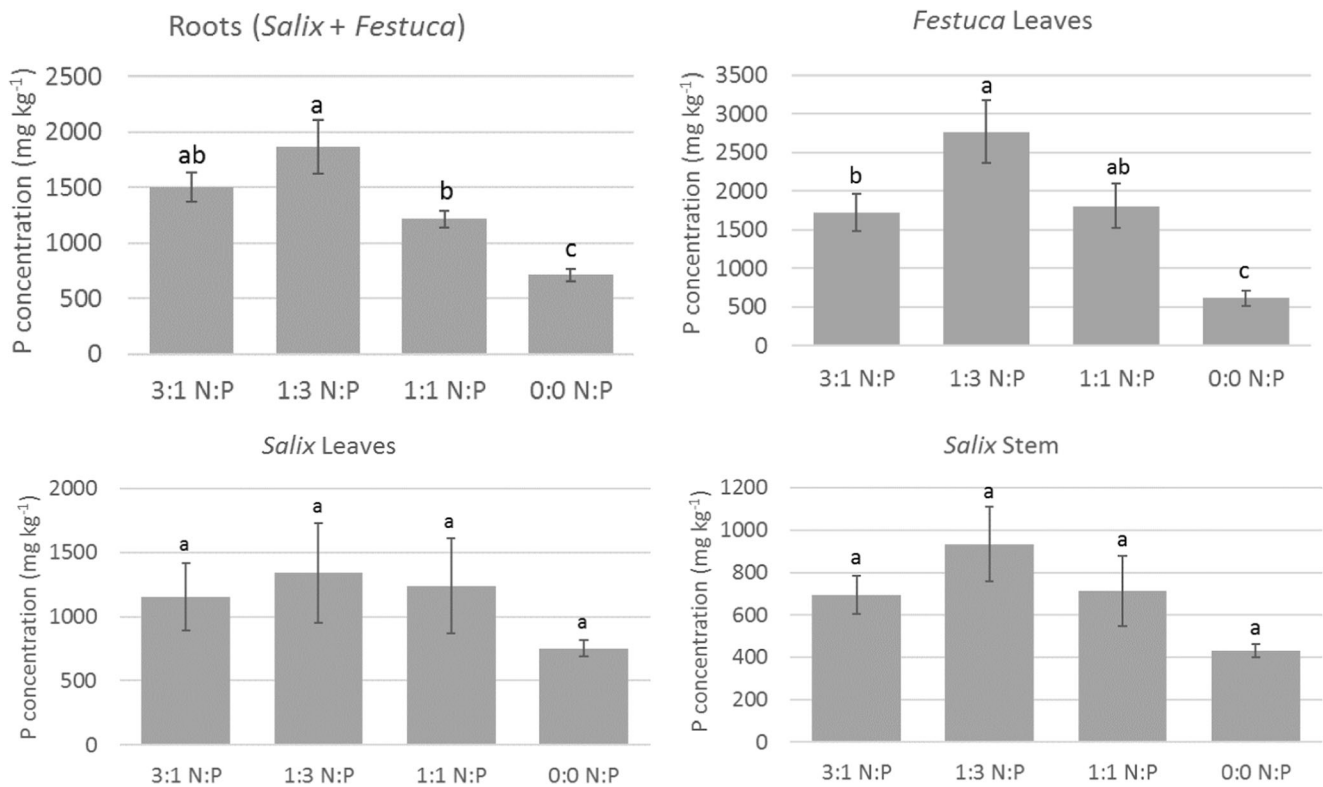 Roots (Salix + Festuca)
P concentration (mg kg⁻¹)
2500
2000
1500
1000
500
0
ab
a
b
c
3:1 N:P 1:3 N:P 1:1 N:P 0:0 N:P
Festuca Leaves
P concentration (mg kg⁻¹)
3500
3000
2500
2000
1500
1000
500
0
b
a
ab
c
3:1 N:P 1:3 N:P 1:1 N:P 0:0 N:P
Salix Leaves
P concentration (mg kg⁻¹)
2000
1500
1000
500
0
a
a
a
a
3:1 N:P 1:3 N:P 1:1 N:P 0:0 N:P
Salix Stem
P concentration (mg kg⁻¹)
1200
1000
800
600
400
200
0
a
a
a
a
3:1 N:P 1:3 N:P 1:1 N:P 0:0 N:P